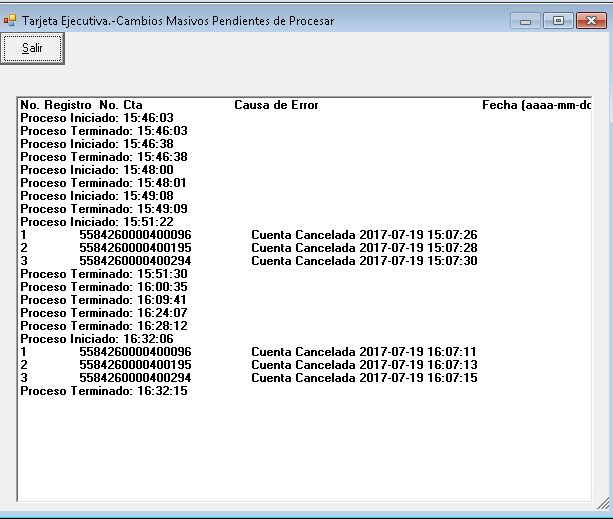 Tarjeta Ejecutiva.-Cambios Masivos Pendientes de Procesar
Salir
No. Registro No. Cta Causa de Error Fecha (aaaa-mm-dd
Proceso Iniciado: 15:46:03
Proceso Terminado: 15:46:03
Proceso Iniciado: 15:46:38
Proceso Terminado: 15:46:38
Proceso Iniciado: 15:48:00
Proceso Terminado: 15:48:01
Proceso Iniciado: 15:49:08
Proceso Terminado: 15:49:09
Proceso Iniciado: 15:51:22
1 5584260000400096 Cuenta Cancelada 2017-07-19 15:07:26
2 5584260000400195 Cuenta Cancelada 2017-07-19 15:07:28
3 5584260000400294 Cuenta Cancelada 2017-07-19 15:07:30
Proceso Terminado: 15:51:30
Proceso Terminado: 16:00:35
Proceso Terminado: 16:09:41
Proceso Terminado: 16:24:07
Proceso Terminado: 16:28:12
Proceso Iniciado: 16:32:06
1 5584260000400096 Cuenta Cancelada 2017-07-19 16:07:11
2 5584260000400195 Cuenta Cancelada 2017-07-19 16:07:13
3 5584260000400294 Cuenta Cancelada 2017-07-19 16:07:15
Proceso Terminado: 16:32:15